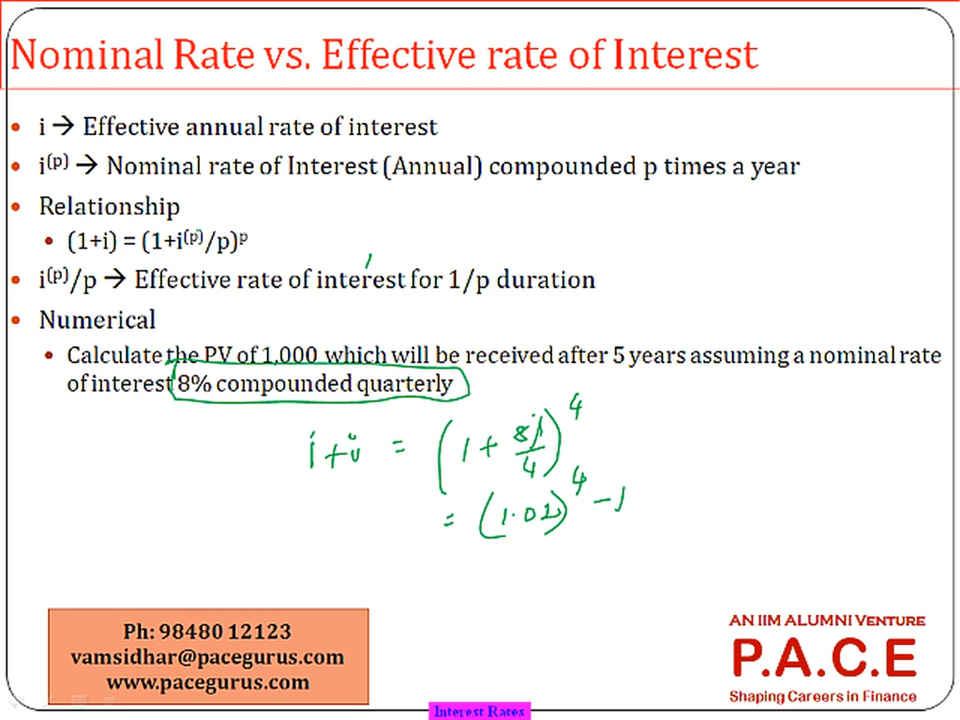 Nominal Rate vs. Effective rate of Interest
• i → Effective annual rate of interest
• i^(p) → Nominal rate of Interest (Annual) compounded p times a year
• Relationship
• (1+i) = (1+i^(p)/p)^p
• i^(p)/p → Effective rate of interest for 1/p duration
• Numerical
• Calculate the PV of 1,000 which will be received after 5 years assuming a nominal rate
of interest 8% compounded quarterly
1+i = (1 + 8%/4)^4
= (1.02)^4 - 1
Ph: 98480 12123
vamsidhar@pacegurus.com
www.pacegurus.com
AN IIM ALUMNI VENTURE
P.A.C.E
Shaping Careers in Finance
Interest Rates